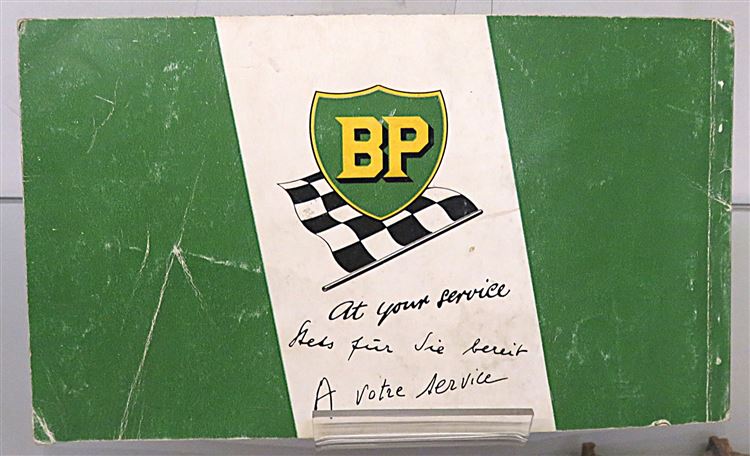 BP
At your service
Stets für Sie bereit
A votre service